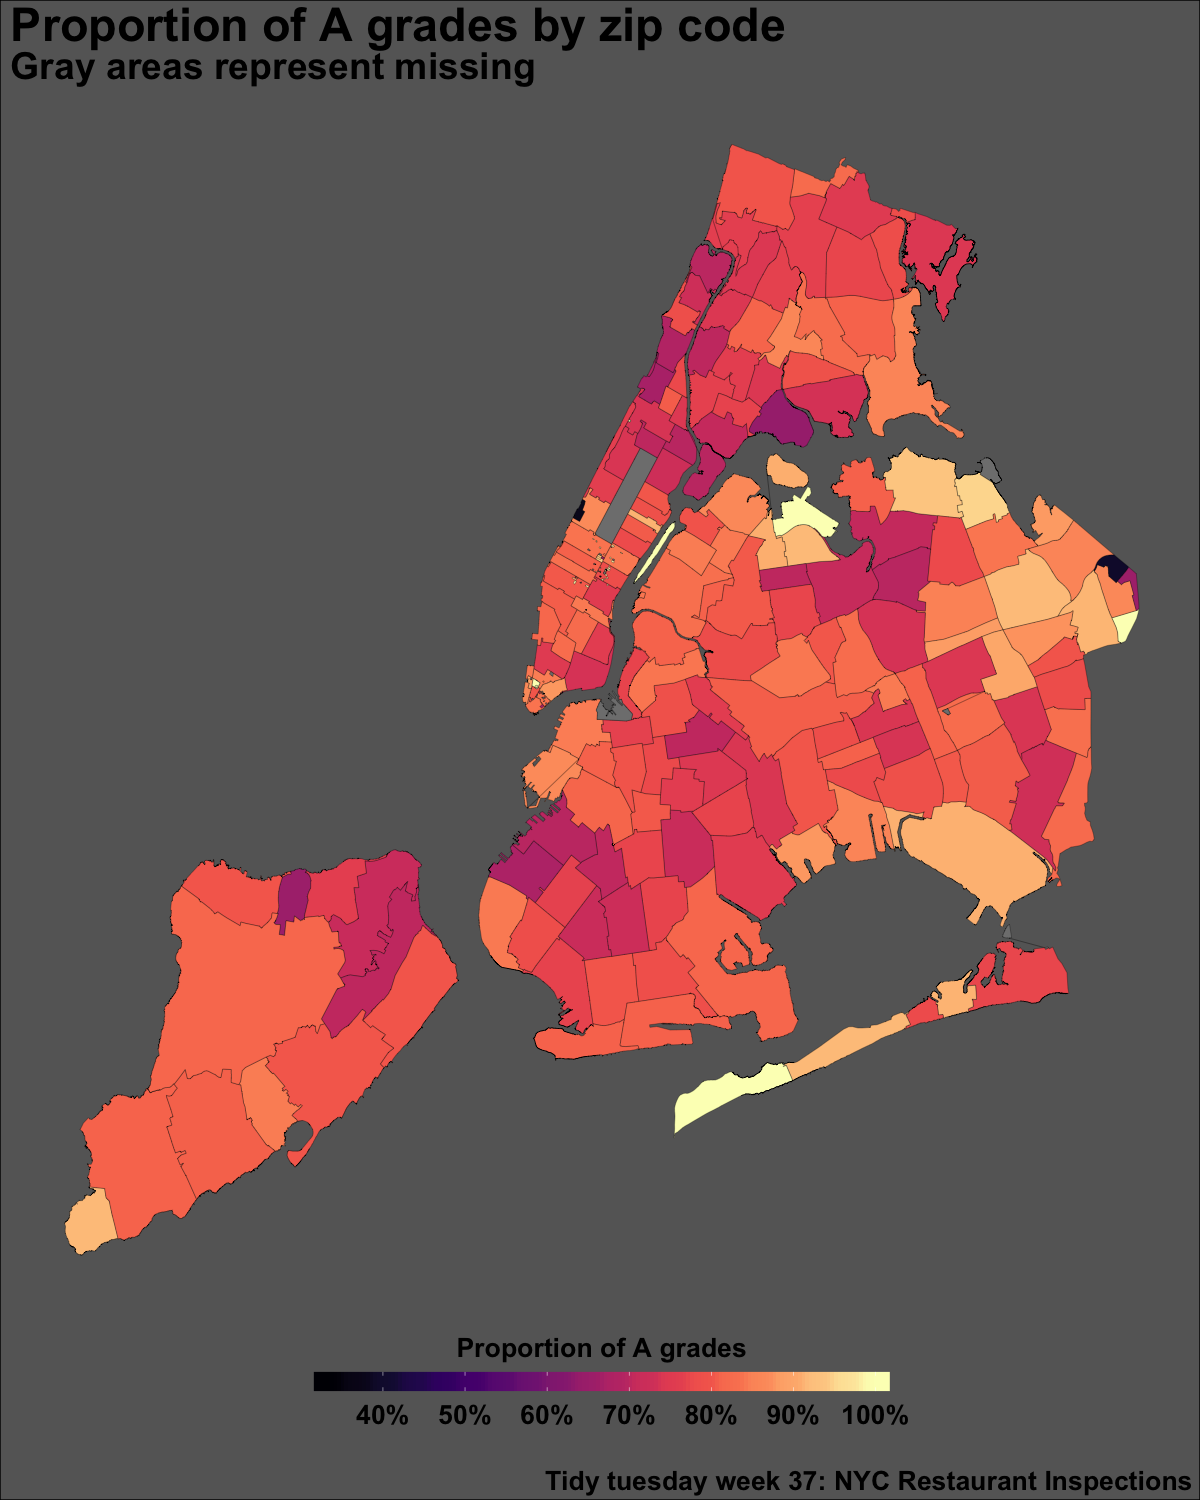 Proportion of A grades by zip code
Gray areas represent missing
Proportion of A grades
40% 50% 60% 70% 80% 90% 100%
Tidy tuesday week 37: NYC Restaurant Inspections